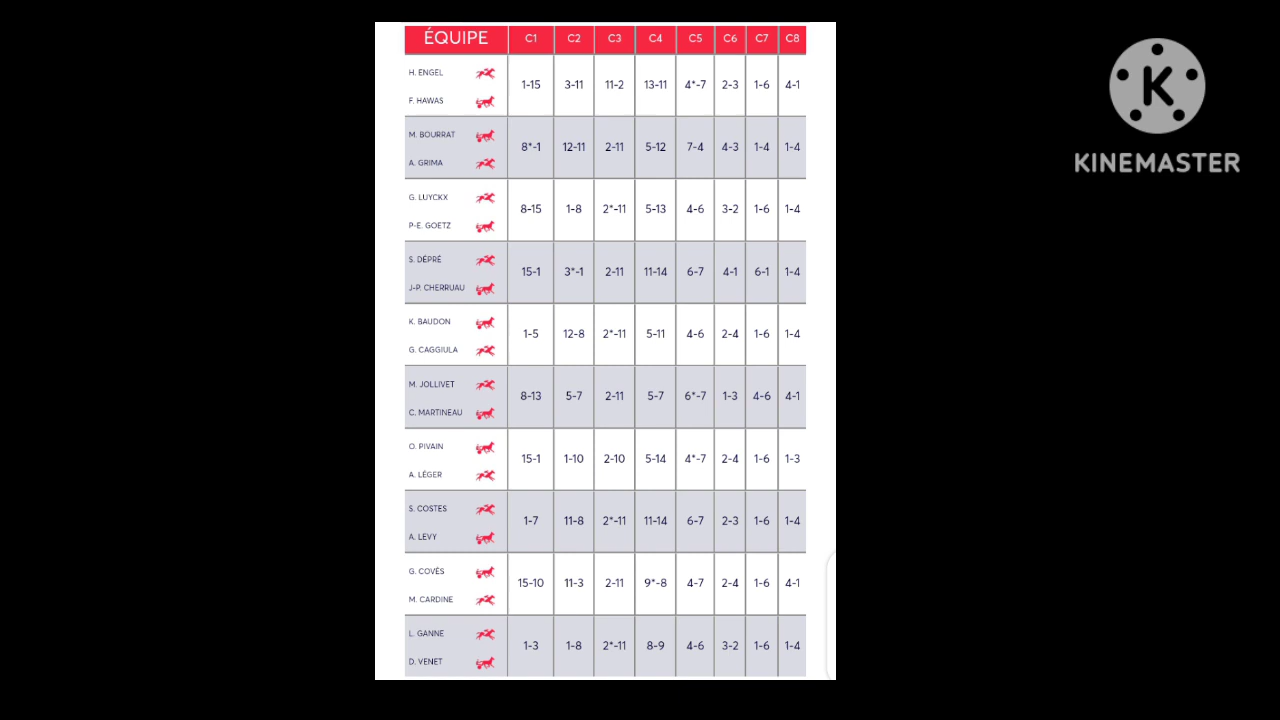 ÉQUIPE C1 C2 C3 C4 C5 C6 C7 C8
H. ENGEL
1-15 3-11 11-2 13-11 4*-7 2-3 1-6 4-1
F. HAWAS
M. BOURRAT
8*-1 12-11 2-11 5-12 7-4 4-3 1-4 1-4
A. GRIMA
G. LUYCKX
8-15 1-8 2*-11 5-13 4-6 3-2 1-6 1-4
P-E. GOETZ
S. DÉPRÉ
15-1 3*-1 2-11 11-14 6-7 4-1 6-1 1-4
J-P. CHERRUAU
K. BAUDON
1-5 12-8 2*-11 5-11 4-6 2-4 1-6 1-4
G. CAGGIULA
M. JOLLIVET
8-13 5-7 2-11 5-7 6*-7 1-3 4-6 4-1
C. MARTINEAU
O. PIVAIN
15-1 1-10 2-10 5-14 4*-7 2-4 1-6 1-3
A. LÉGER
S. COSTES
1-7 11-8 2*-11 11-14 6-7 2-3 1-6 1-4
A. LEVY
G. COVÉS
15-10 11-3 2-11 9*-8 4-7 2-4 1-6 4-1
M. CARDINE
L. GANNE
1-3 1-8 2*-11 8-9 4-6 3-2 1-6 1-4
D. VENET
K
KINEMASTER